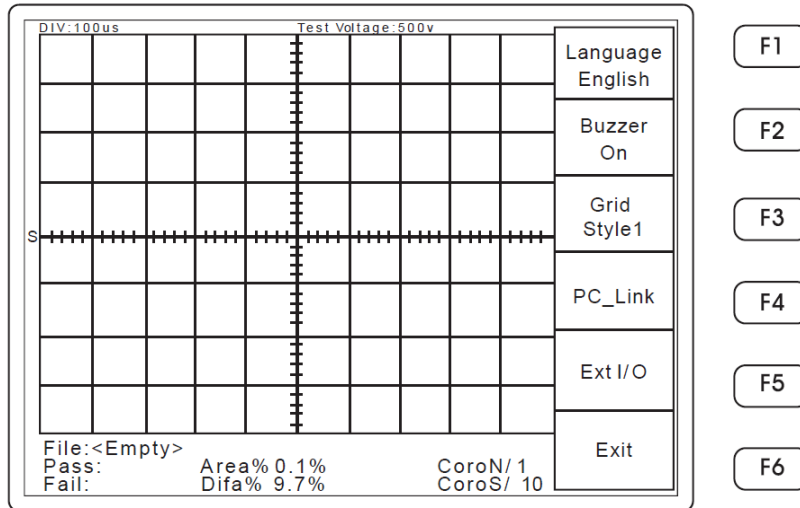 DIV:100us Test Voltage:500v
Language
English
F1
Buzzer
On
F2
Grid
Style1
F3
S
PC_Link
F4
Ext I/O
F5
Exit
F6
File:<Empty>
Pass: Area% 0.1% CoroN/ 1
Fail: Difa% 9.7% CoroS/ 10